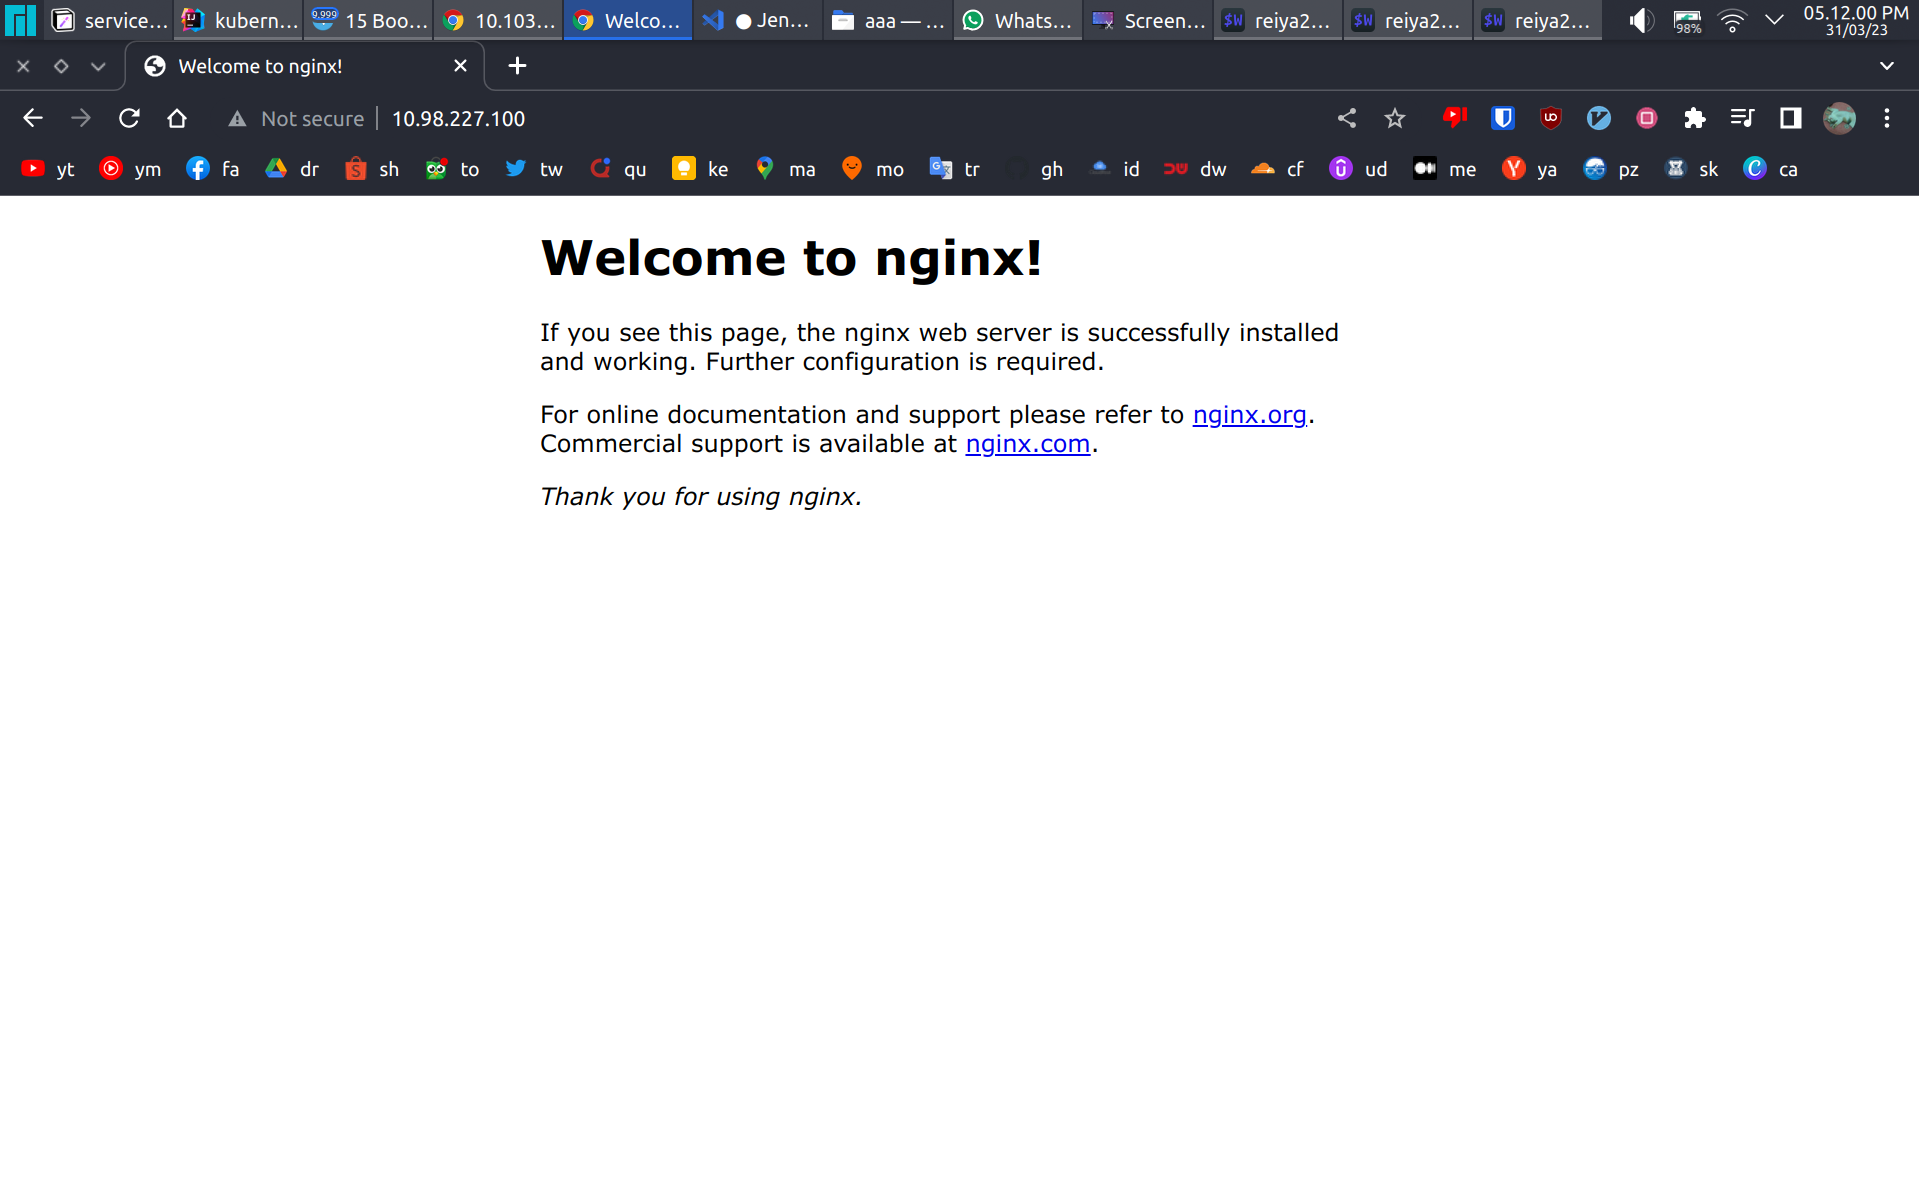 service...
kubern...
9,999
15 Boo...
10.103...
Welco...
● Jen...
aaa — ...
Whats...
Screen...
$W reiya2...
$W reiya2...
$W reiya2...
98%
05.12.00 PM
31/03/23
Welcome to nginx!
Not secure
10.98.227.100
yt
ym
fa
dr
sh
to
tw
qu
ke
ma
mo
tr
gh
id
dw
cf
ud
me
ya
pz
sk
ca
Welcome to nginx!
If you see this page, the nginx web server is successfully installed
and working. Further configuration is required.
For online documentation and support please refer to nginx.org.
Commercial support is available at nginx.com.
Thank you for using nginx.